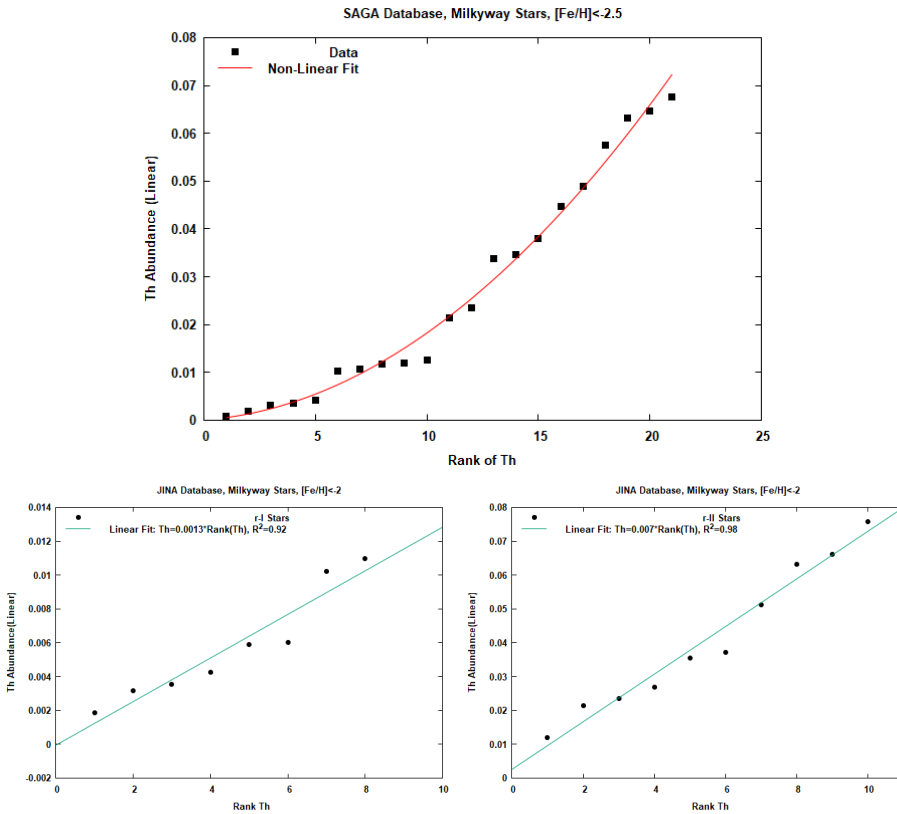 SAGA Database, Milkyway Stars, [Fe/H]<-2.5
Data
Non-Linear Fit
0.08
0.07
0.06
0.05
0.04
0.03
0.02
0.01
0
Th Abundance (Linear)
0 5 10 15 20 25
Rank of Th
JINA Database, Milkyway Stars, [Fe/H]<-2
r-I Stars
Linear Fit: Th=0.0013*Rank(Th), R²=0.92
0.014
0.012
0.01
0.008
0.006
0.004
0.002
0
-0.002
Th Abundance(Linear)
0 2 4 6 8 10
Rank Th
JINA Database, Milkyway Stars, [Fe/H]<-2
r-II Stars
Linear Fit: Th=0.007*Rank(Th), R²=0.98
0.08
0.07
0.06
0.05
0.04
0.03
0.02
0.01
0
Th Abundance(Linear)
0 2 4 6 8 10
Rank Th